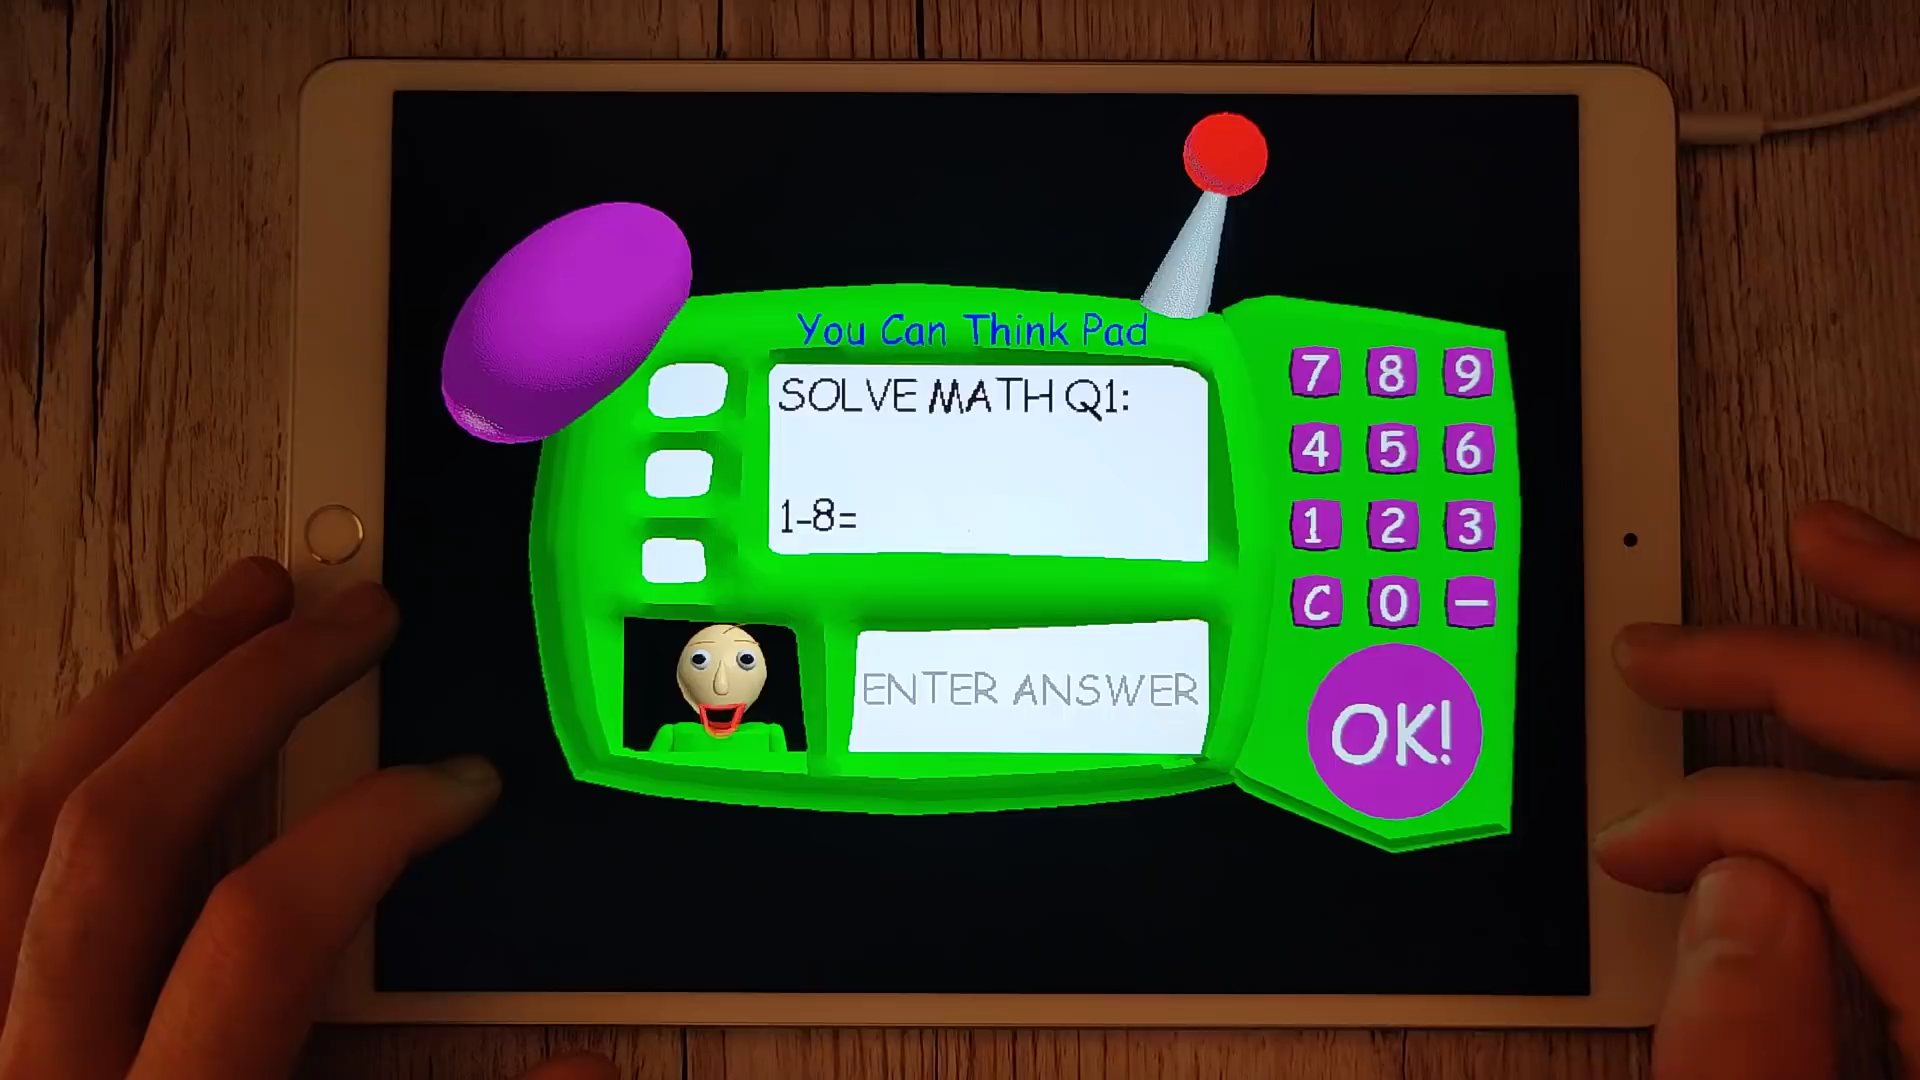 You Can Think Pad
SOLVE MATH Q1:
1-8=
ENTER ANSWER
7 8 9
4 5 6
1 2 3
C 0 –
OK!